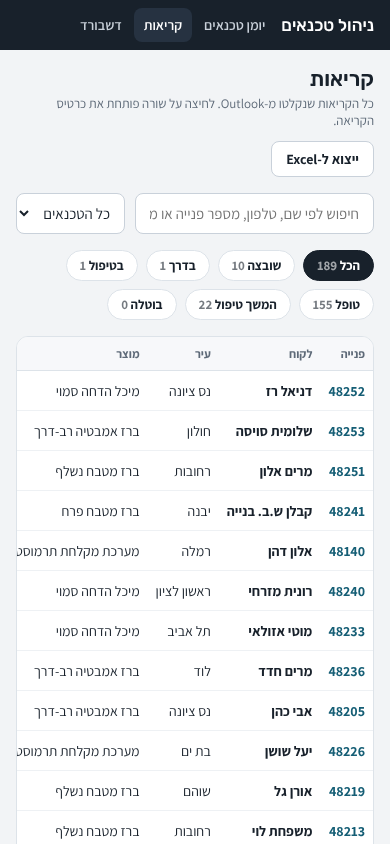 ניהול טכנאים יומן טכנאים קריאות דשבורד
קריאות
כל הקריאות שנקלטו מ-Outlook. לחיצה על שורה פותחת את כרטיס
הקריאה.
ייצוא ל-Excel
חיפוש לפי שם, טלפון, מספר פנייה או מ כל הטכנאים
הכל 189 שובצה 10 בדרך 1 בטיפול 1
טופל 155 המשך טיפול 22 בוטלה 0
פנייה לקוח עיר מוצר
48252 דניאל רז נס ציונה מיכל הדחה סמוי
48253 שלומית סויסה חולון ברז אמבטיה רב-דרך
48251 מרים אלון רחובות ברז מטבח נשלף
48241 קבלן ש.ב. בנייה יבנה ברז מטבח פרח
48140 אלון דהן רמלה מערכת מקלחת תרמוסט
48240 רונית מזרחי ראשון לציון מיכל הדחה סמוי
48233 מוטי אזולאי תל אביב מיכל הדחה סמוי
48236 מרים חדד לוד ברז אמבטיה רב-דרך
48205 אבי כהן נס ציונה ברז אמבטיה רב-דרך
48226 יעל שושן בת ים מערכת מקלחת תרמוסט
48219 אורן גל שוהם ברז מטבח נשלף
48213 משפחת לוי רחובות ברז מטבח נשלף